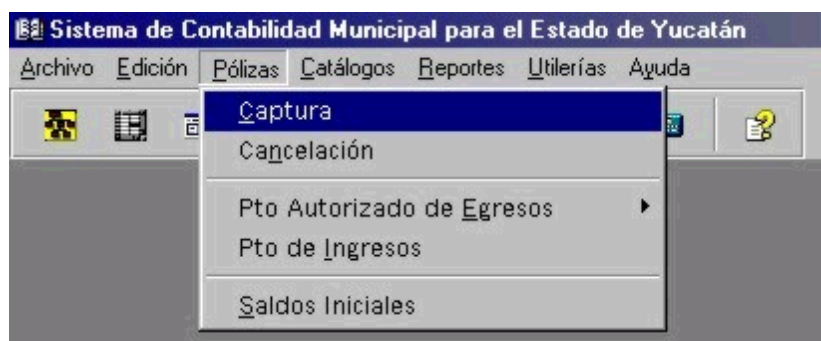 Sistema de Contabilidad Municipal para el Estado de Yucatán
Archivo Edición Pólizas Catálogos Reportes Utilerías Ayuda
Captura
Cancelación
Pto Autorizado de Egresos
Pto de Ingresos
Saldos Iniciales